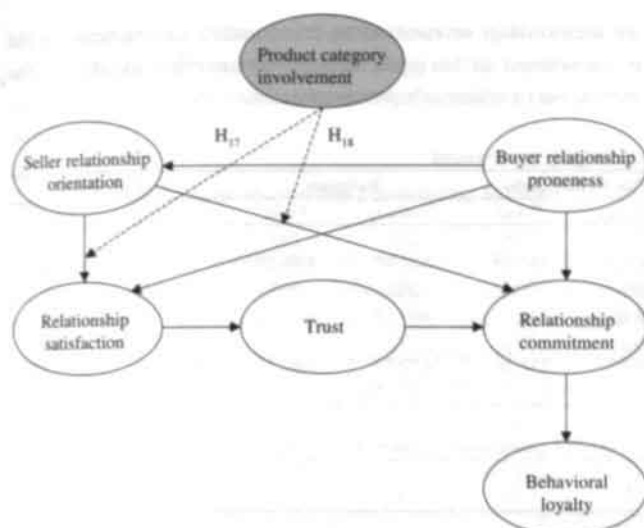 Product category
involvement
H17
H18
Seller relationship
orientation
Buyer relationship
proneness
Relationship
satisfaction
Trust
Relationship
commitment
Behavioral
loyalty